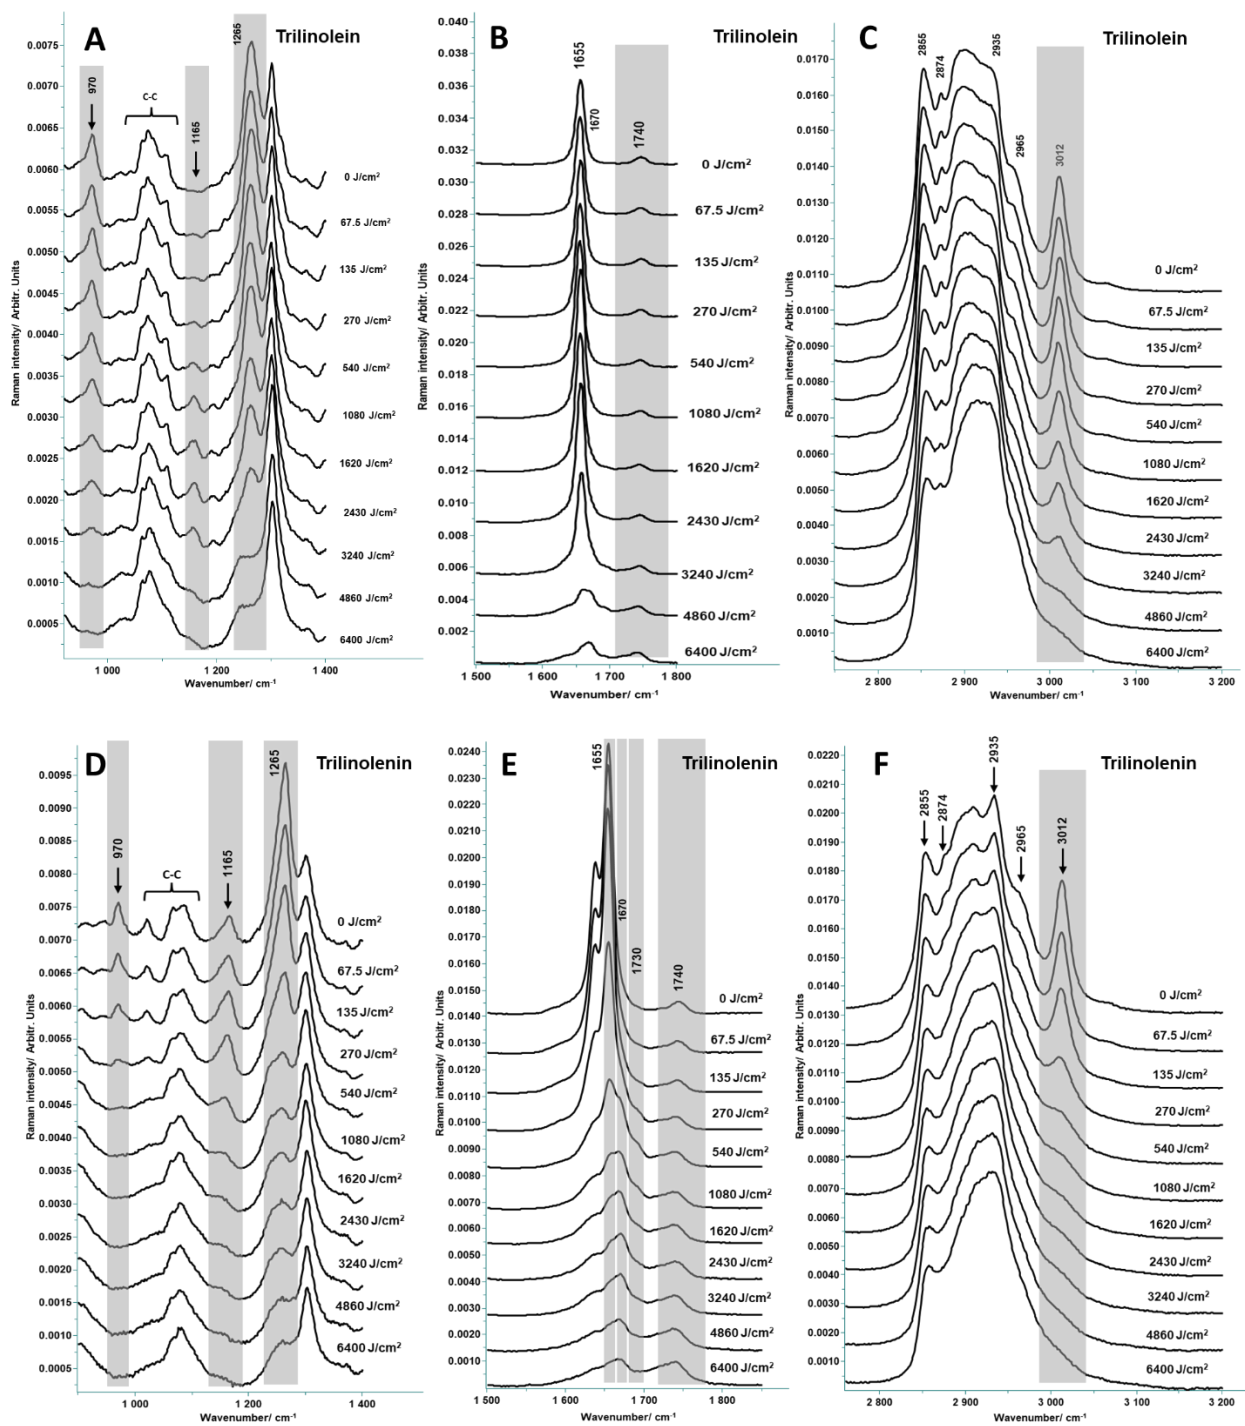 A
Trilinolein
970
C-C
1165
1265
Raman intensity/ Arbitr. Units
0.0075
0.0070
0.0065
0.0060
0.0055
0.0050
0.0045
0.0040
0.0035
0.0030
0.0025
0.0020
0.0015
0.0010
0.0005
0 J/cm²
67.5 J/cm²
135 J/cm²
270 J/cm²
540 J/cm²
1080 J/cm²
1620 J/cm²
2430 J/cm²
3240 J/cm²
4860 J/cm²
6400 J/cm²
1 000
1 200
1 400
Wavenumber/ cm⁻¹
B
Trilinolein
1655
1670
1740
Raman intensity/ Arbitr. Units
0.040
0.038
0.036
0.034
0.032
0.030
0.028
0.026
0.024
0.022
0.020
0.018
0.016
0.014
0.012
0.010
0.008
0.006
0.004
0.002
0 J/cm²
67.5 J/cm²
135 J/cm²
270 J/cm²
540 J/cm²
1080 J/cm²
1620 J/cm²
2430 J/cm²
3240 J/cm²
4860 J/cm²
6400 J/cm²
1 500
1 600
1 700
1 800
Wavenumber/ cm⁻¹
C
Trilinolein
2855
2874
2935
2965
3012
Raman intensity/ Arbitr. Units
0.0170
0.0160
0.0150
0.0140
0.0130
0.0120
0.0110
0.0100
0.0090
0.0080
0.0070
0.0060
0.0050
0.0040
0.0030
0.0020
0.0010
0 J/cm²
67.5 J/cm²
135 J/cm²
270 J/cm²
540 J/cm²
1080 J/cm²
1620 J/cm²
2430 J/cm²
3240 J/cm²
4860 J/cm²
6400 J/cm²
2 800
2 900
3 000
3 100
3 200
Wavenumber/ cm⁻¹
D
Trilinolenin
970
C-C
1165
1265
Raman intensity/ Arbitr. Units
0.0095
0.0090
0.0085
0.0080
0.0075
0.0070
0.0065
0.0060
0.0055
0.0050
0.0045
0.0040
0.0035
0.0030
0.0025
0.0020
0.0015
0.0010
0.0005
0 J/cm²
67.5 J/cm²
135 J/cm²
270 J/cm²
540 J/cm²
1080 J/cm²
1620 J/cm²
2430 J/cm²
3240 J/cm²
4860 J/cm²
6400 J/cm²
1 000
1 200
1 400
Wavenumber/ cm⁻¹
E
Trilinolenin
1655
1670
1730
1740
Raman intensity/ Arbitr. Units
0.0240
0.0230
0.0220
0.0210
0.0200
0.0190
0.0180
0.0170
0.0160
0.0150
0.0140
0.0130
0.0120
0.0110
0.0100
0.0090
0.0080
0.0070
0.0060
0.0050
0.0040
0.0030
0.0020
0.0010
0 J/cm²
67.5 J/cm²
135 J/cm²
270 J/cm²
540 J/cm²
1080 J/cm²
1620 J/cm²
2430 J/cm²
3240 J/cm²
4860 J/cm²
6400 J/cm²
1 500
1 600
1 700
1 800
Wavenumber/ cm⁻¹
F
Trilinolenin
2855
2874
2935
2965
3012
Raman intensity/ Arbitr. Units
0.0220
0.0210
0.0200
0.0190
0.0180
0.0170
0.0160
0.0150
0.0140
0.0130
0.0120
0.0110
0.0100
0.0090
0.0080
0.0070
0.0060
0.0050
0.0040
0.0030
0.0020
0.0010
0 J/cm²
67.5 J/cm²
135 J/cm²
270 J/cm²
540 J/cm²
1080 J/cm²
1620 J/cm²
2430 J/cm²
3240 J/cm²
4860 J/cm²
6400 J/cm²
2 800
2 900
3 000
3 100
3 200
Wavenumber/ cm⁻¹